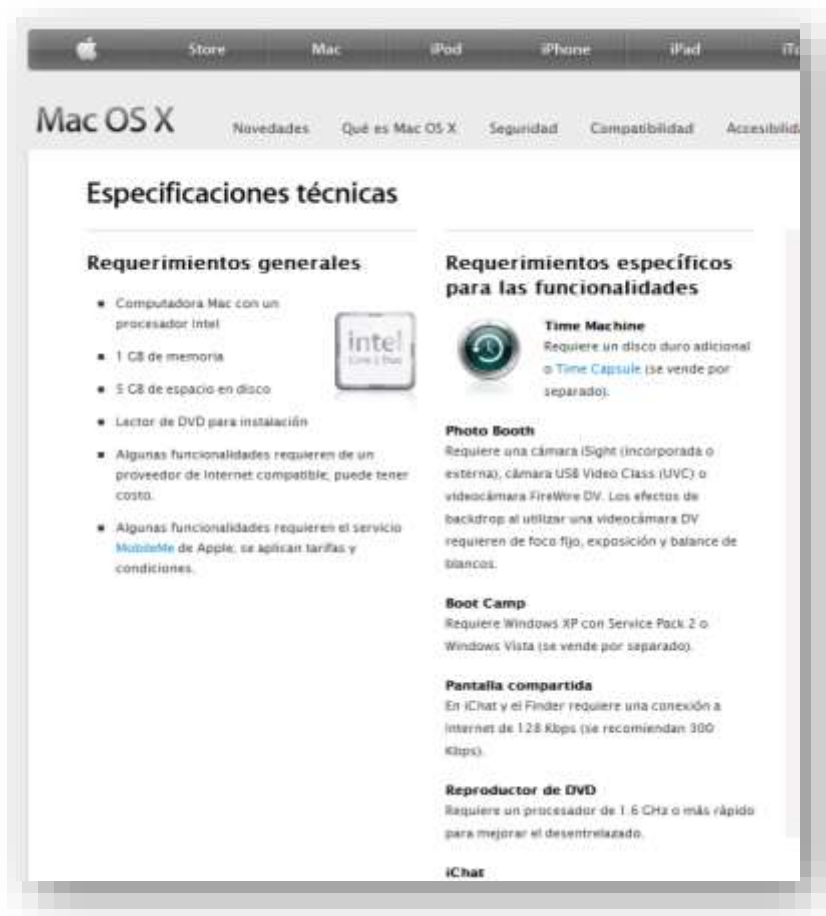 Store Mac iPod iPhone iPad
Mac OS X Novedades Qué es Mac OS X Seguridad Compatibilidad
Especificaciones técnicas
Requerimientos generales
Computadora Mac con un
procesador Intel
intel
Core 2 Duo
1 GB de memoria
5 GB de espacio en disco
Lector de DVD para instalación
Algunas funcionalidades requieren de un
proveedor de Internet compatible, puede tener
costo.
Algunas funcionalidades requieren el servicio
MobileMe de Apple, se aplican tarifas y
condiciones.
Requerimientos específicos
para las funcionalidades
Time Machine
Requiere un disco duro adicional
o Time Capsule (se vende por
separado).
Photo Booth
Requiere una cámara iSight (incorporada o
externa), cámara USB Video Class (UVC) o
videocámara FireWire DV. Los efectos de
backdrop al utilizar una videocámara DV
requieren de foco fijo, exposición y balance de
blancos.
Boot Camp
Requiere Windows XP con Service Pack 2 o
Windows Vista (se vende por separado).
Pantalla compartida
En iChat y el Finder requiere una conexión a
Internet de 128 Kbps (se recomiendan 300
Kbps).
Reproductor de DVD
Requiere un procesador de 1.6 GHz o más rápido
para mejorar el desentrelazado.
iChat